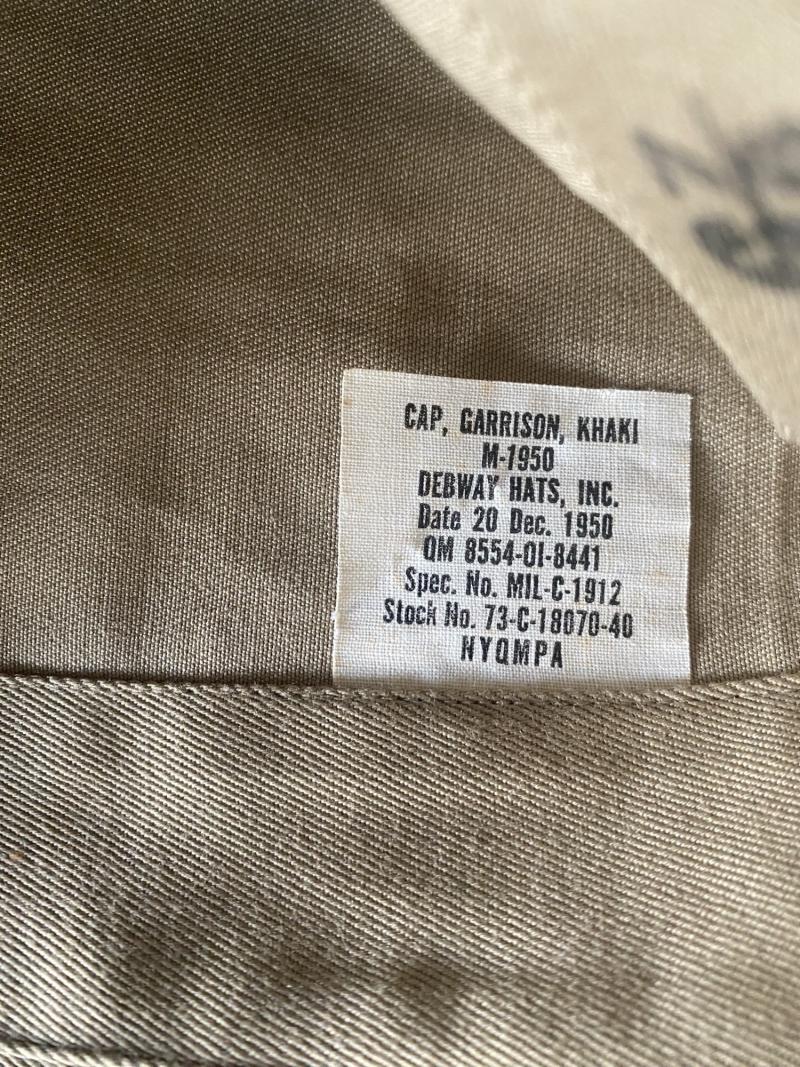 CAP, GARRISON, KHAKI
M-1950
DEBWAY HATS, INC.
Date 20 Dec. 1950
QM 8554-OI-8441
Spec. No. MIL-C-1912
Stock No. 73-C-18070-40
NYQMPA